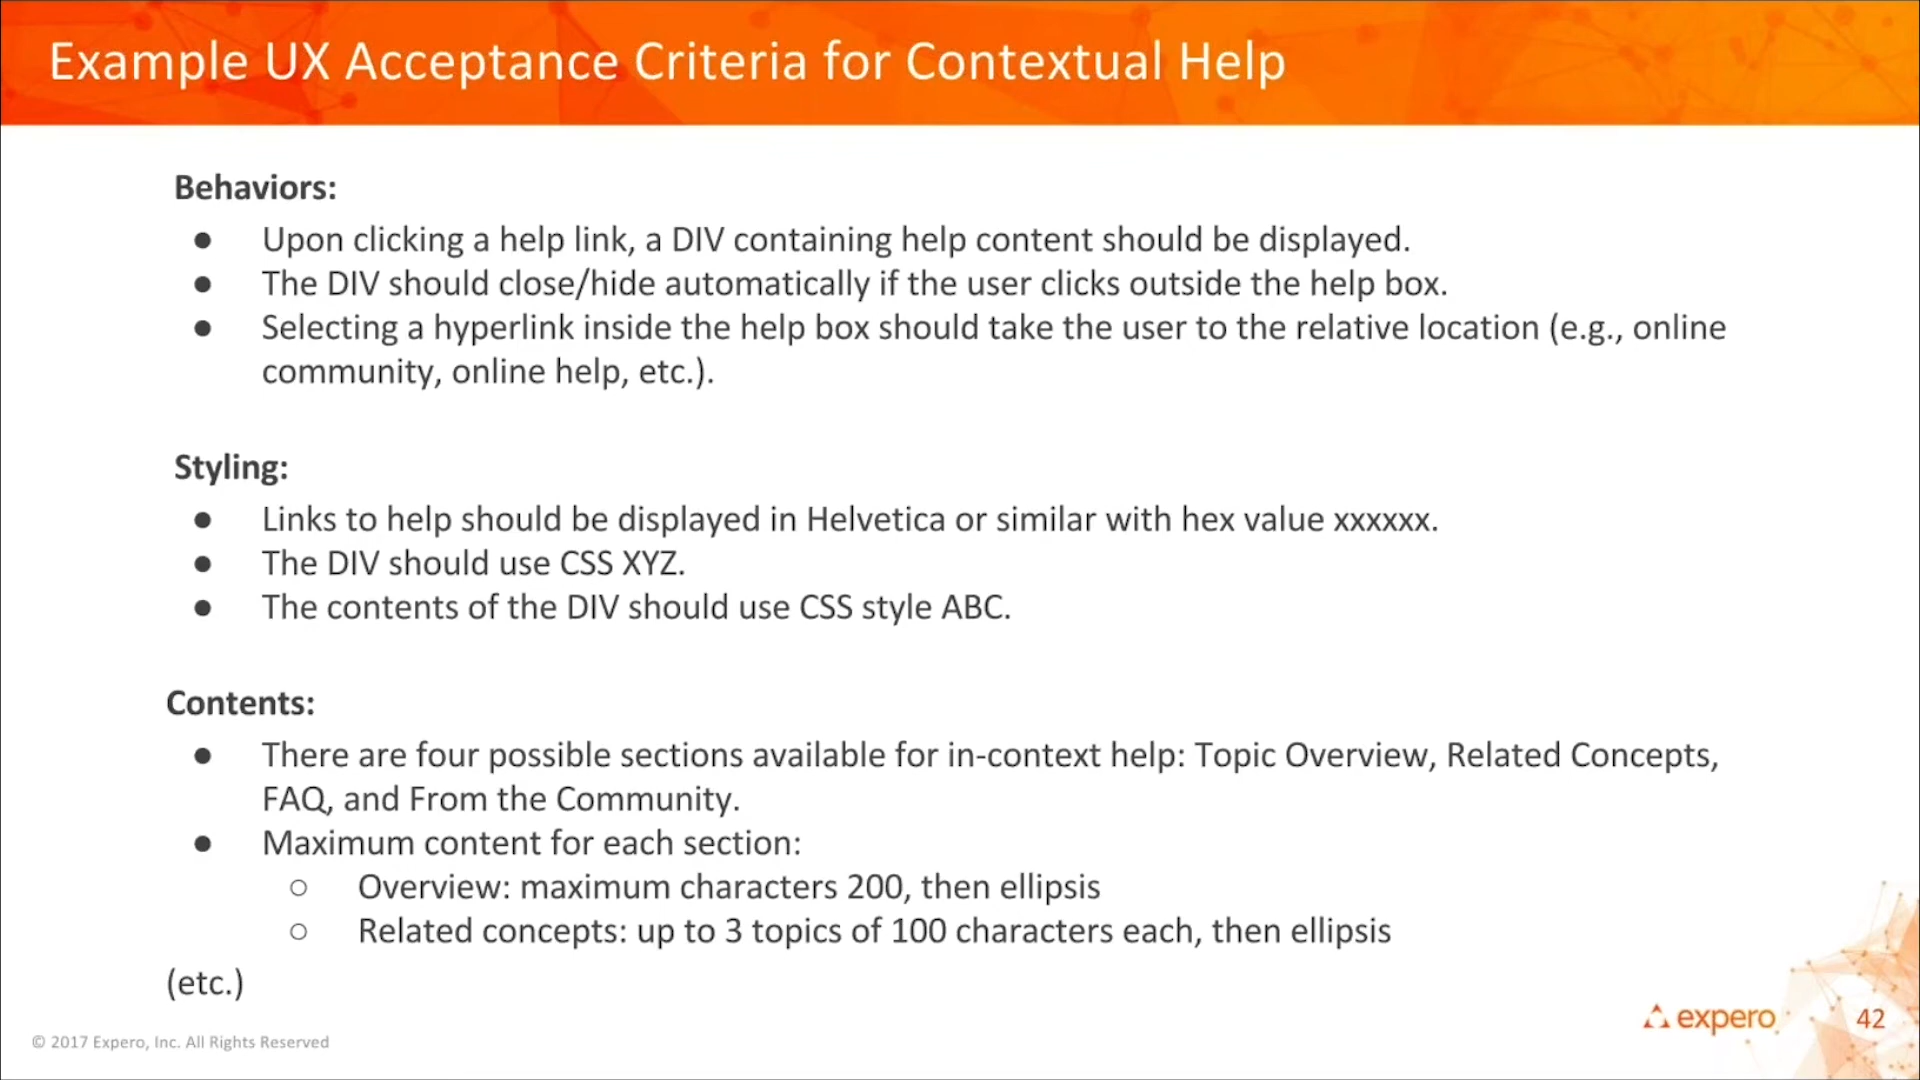 Example UX Acceptance Criteria for Contextual Help
Behaviors:
● Upon clicking a help link, a DIV containing help content should be displayed.
● The DIV should close/hide automatically if the user clicks outside the help box.
● Selecting a hyperlink inside the help box should take the user to the relative location (e.g., online
community, online help, etc.).
Styling:
● Links to help should be displayed in Helvetica or similar with hex value xxxxxx.
● The DIV should use CSS XYZ.
● The contents of the DIV should use CSS style ABC.
Contents:
● There are four possible sections available for in-context help: Topic Overview, Related Concepts,
FAQ, and From the Community.
● Maximum content for each section:
○ Overview: maximum characters 200, then ellipsis
○ Related concepts: up to 3 topics of 100 characters each, then ellipsis
(etc.)
© 2017 Expero, Inc. All Rights Reserved
expero
42